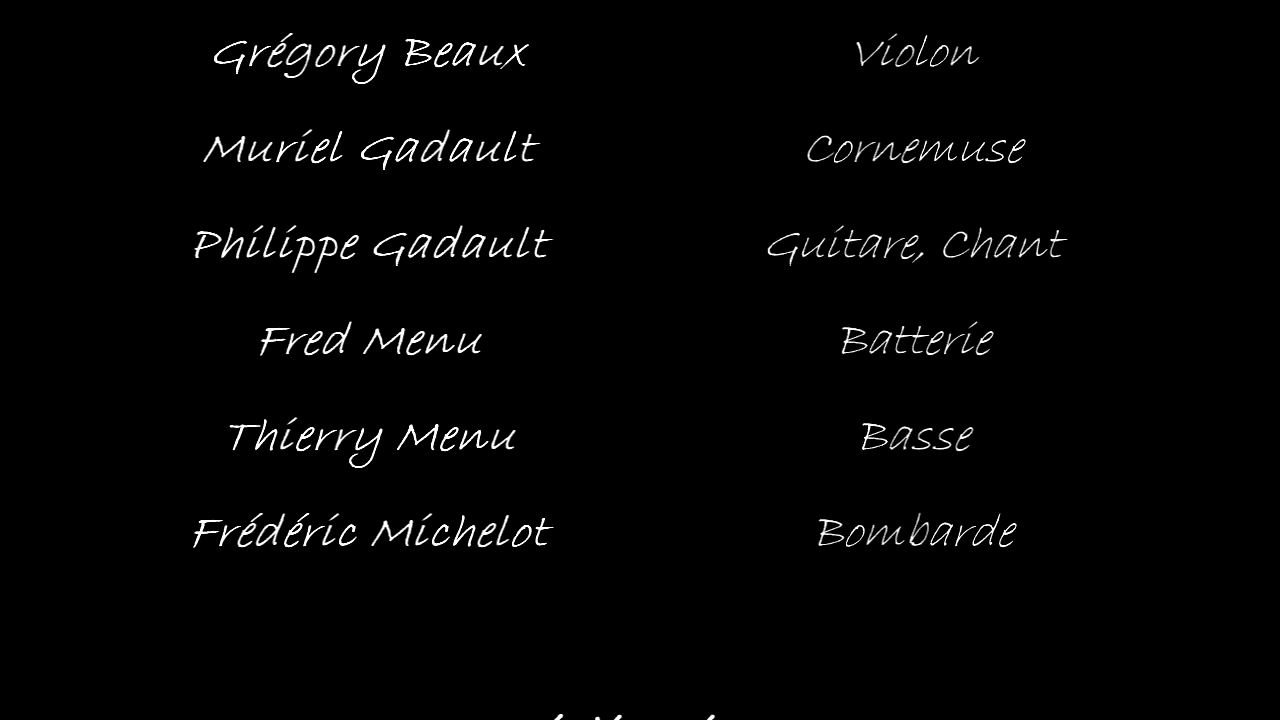 Grégory Beaux Violon
Muriel Gadault Cornemuse
Philippe Gadault Guitare, Chant
Fred Menu Batterie
Thierry Menu Basse
Frédéric Michelot Bombarde